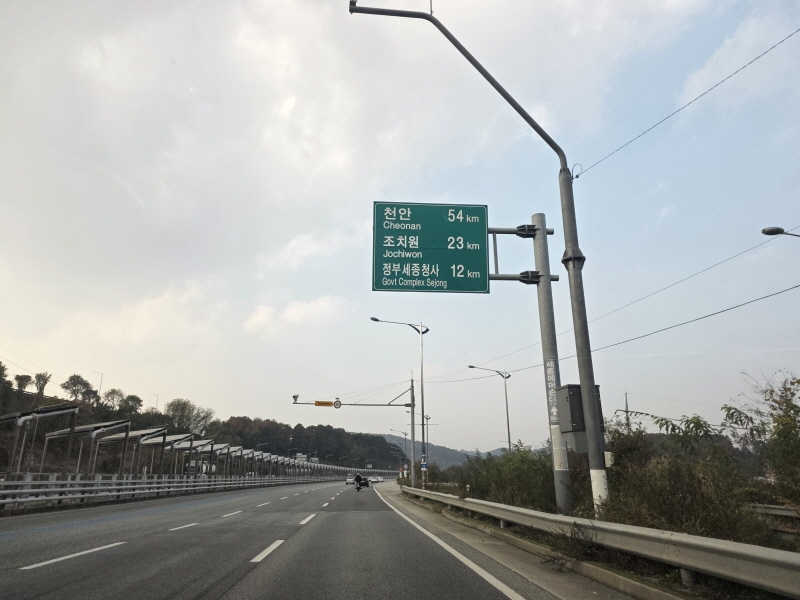 천안 54 km
Cheonan
조치원 23 km
Jochiwon
정부세종청사 12 km
Govt Complex Sejong